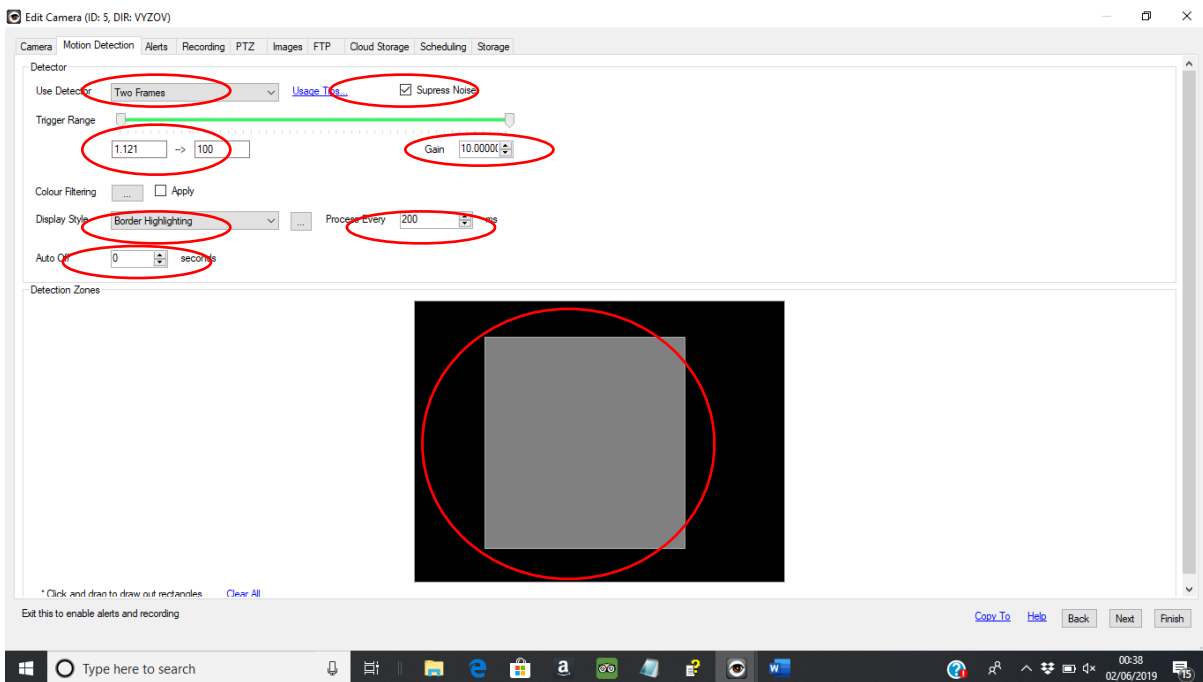 Edit Camera (ID: 5, DIR: VYZOV)
Camera Motion Detection Alerts Recording PTZ Images FTP Cloud Storage Scheduling Storage
Detector
Use Detector Two Frames Usage Tips... Supress Noise
Trigger Range
1.121 --> 100 Gain 10.0000
Colour Filtering ... Apply
Display Style Border Highlighting ... Process Every 200 ms
Auto Off 0 seconds
Detection Zones
* Click and drag to draw out rectangles Clear All
Exit this to enable alerts and recording Copy To Help Back Next Finish
Type here to search 00:38
02/06/2019 15